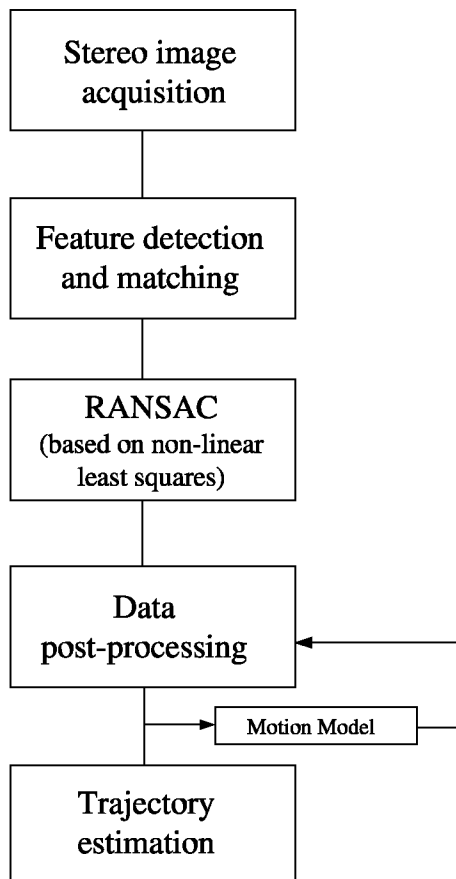 Stereo image
acquisition
Feature detection
and matching
RANSAC
(based on non-linear
least squares)
Data
post-processing
Motion Model
Trajectory
estimation